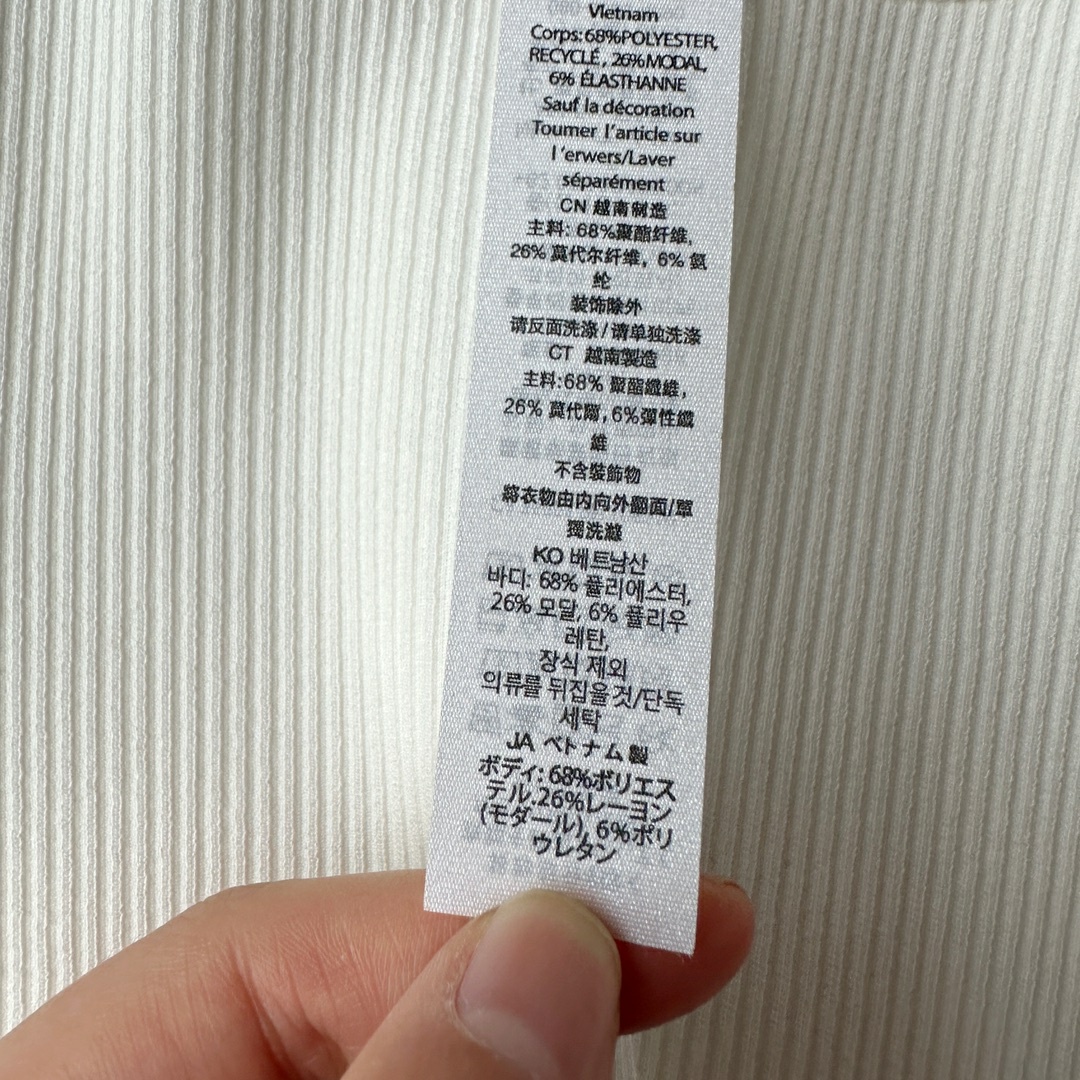 Vietnam
Corps:68%POLYESTER,
RECYCLÉ, 26%MODAL,
6% ÉLASTHANNE
Sauf la décoration
Toumer l'article sur
l'erwers/Laver
séparément
CN 越南制造
主料: 68%聚酯纤维,
26% 莫代尔纤维, 6% 氨
纶
装饰除外
请反面洗涤/请单独洗涤
CT 越南製造
主料:68% 聚酯纖維,
26% 莫代爾,6%彈性纖
維
不含裝飾物
將衣物由内向外翻面/單
獨洗滌
KO 베트남산
바디: 68% 폴리에스터,
26% 모달, 6% 폴리우
레탄,
장식 제외
의류를 뒤집을것/단독
세탁
JA ベトナム製
ボディ: 68%ポリエス
テル.26%レーヨン
(モダール), 6%ポリ
ウレタン